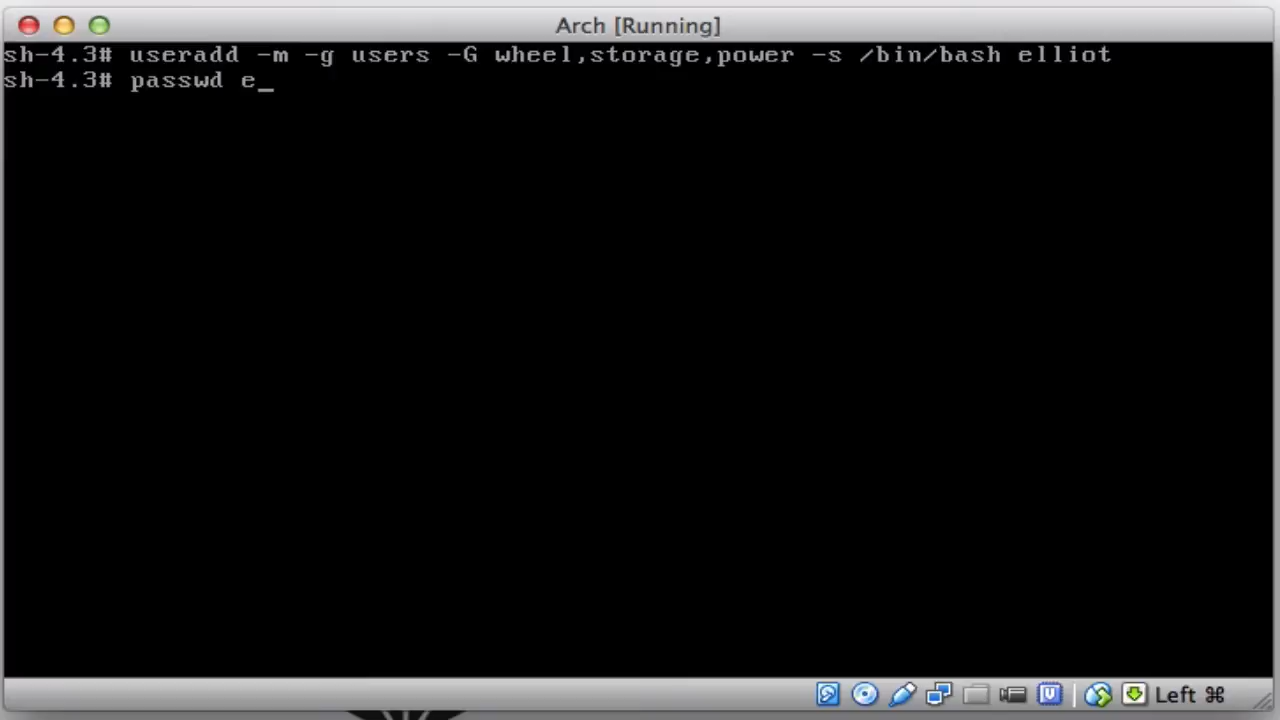 Arch [Running]
sh-4.3# useradd -m -g users -G wheel,storage,power -s /bin/bash elliot
sh-4.3# passwd e_
Left ⌘